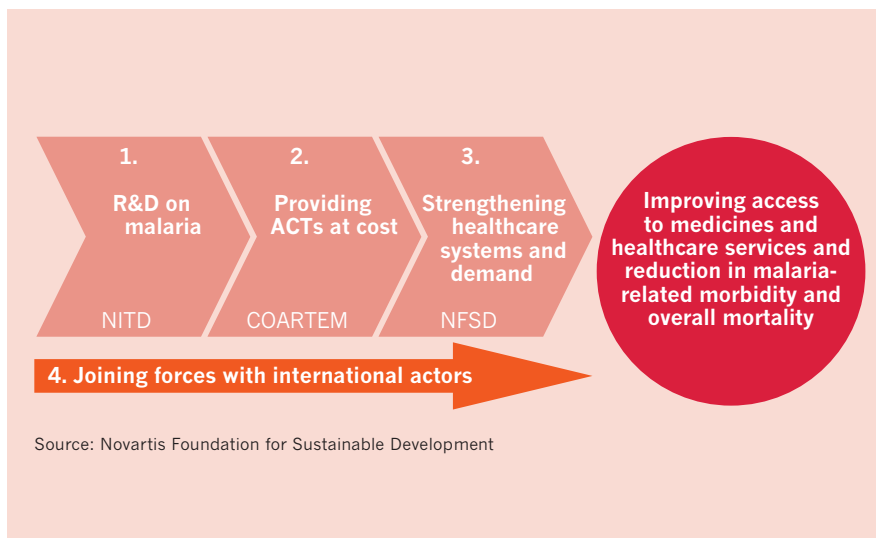 1.
R&D on
malaria
NITD
2.
Providing
ACTs at cost
COARTEM
3.
Strengthening
healthcare
systems and
demand
NFSD
Improving access
to medicines and
healthcare services and
reduction in malaria-
related morbidity and
overall mortality
4. Joining forces with international actors
Source: Novartis Foundation for Sustainable Development